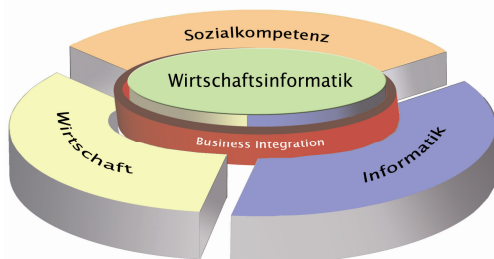 Sozialkompetenz
Wirtschaftsinformatik
Business Integration
Wirtschaft
Informatik